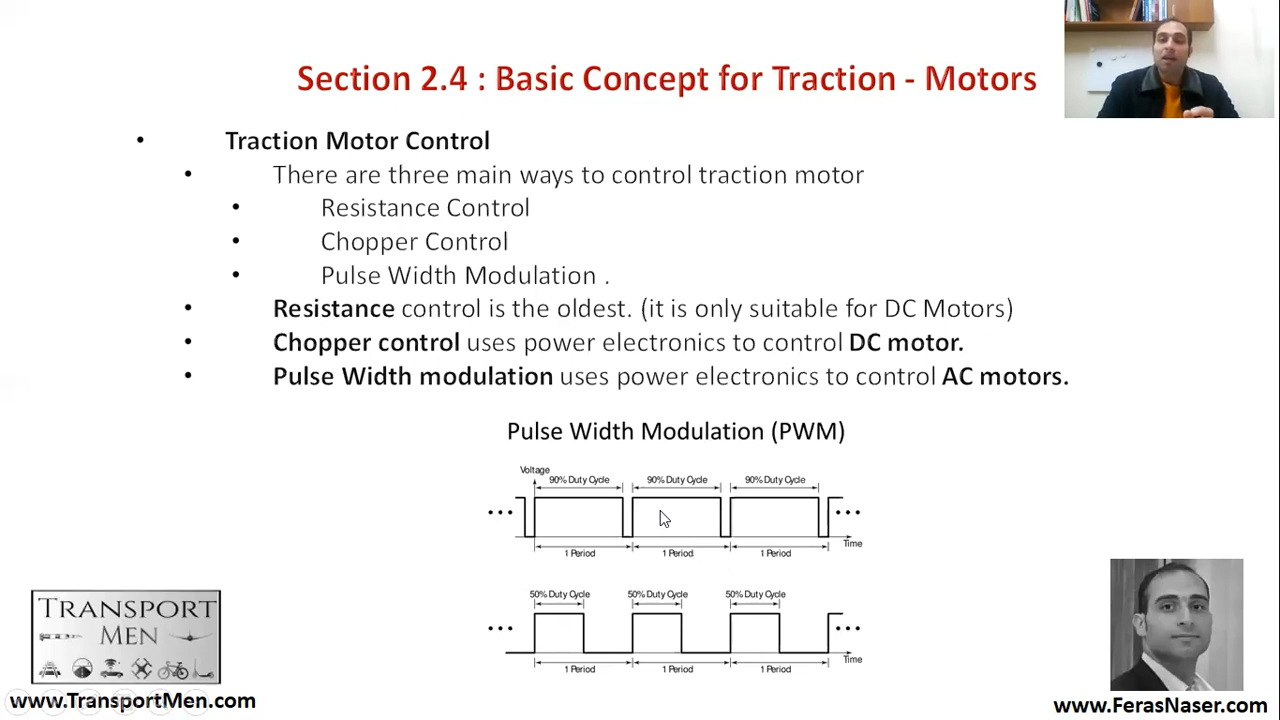 Section 2.4 : Basic Concept for Traction - Motors
• Traction Motor Control
• There are three main ways to control traction motor
• Resistance Control
• Chopper Control
• Pulse Width Modulation .
• Resistance control is the oldest. (it is only suitable for DC Motors)
• Chopper control uses power electronics to control DC motor.
• Pulse Width modulation uses power electronics to control AC motors.
Pulse Width Modulation (PWM)
Voltage
90% Duty Cycle 90% Duty Cycle 90% Duty Cycle
Time
1 Period 1 Period 1 Period
50% Duty Cycle 50% Duty Cycle 50% Duty Cycle
Time
1 Period 1 Period 1 Period
TRANSPORT
MEN
www.TransportMen.com
www.FerasNaser.com